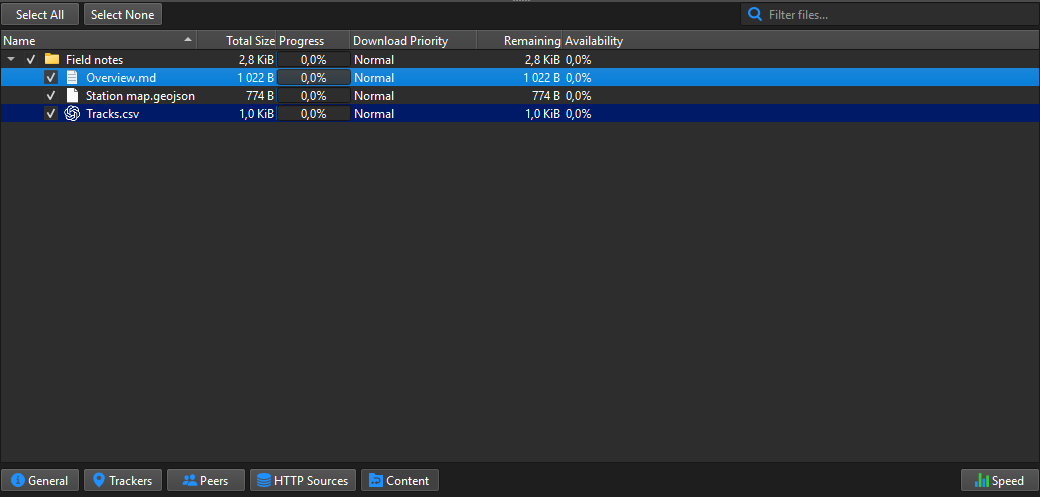 Select All Select None Filter files...
Name Total Size Progress Download Priority Remaining Availability
Field notes 2,8 KiB 0,0% Normal 2,8 KiB 0,0%
Overview.md 1 022 B 0,0% Normal 1 022 B 0,0%
Station map.geojson 774 B 0,0% Normal 774 B 0,0%
Tracks.csv 1,0 KiB 0,0% Normal 1,0 KiB 0,0%
General Trackers Peers HTTP Sources Content Speed